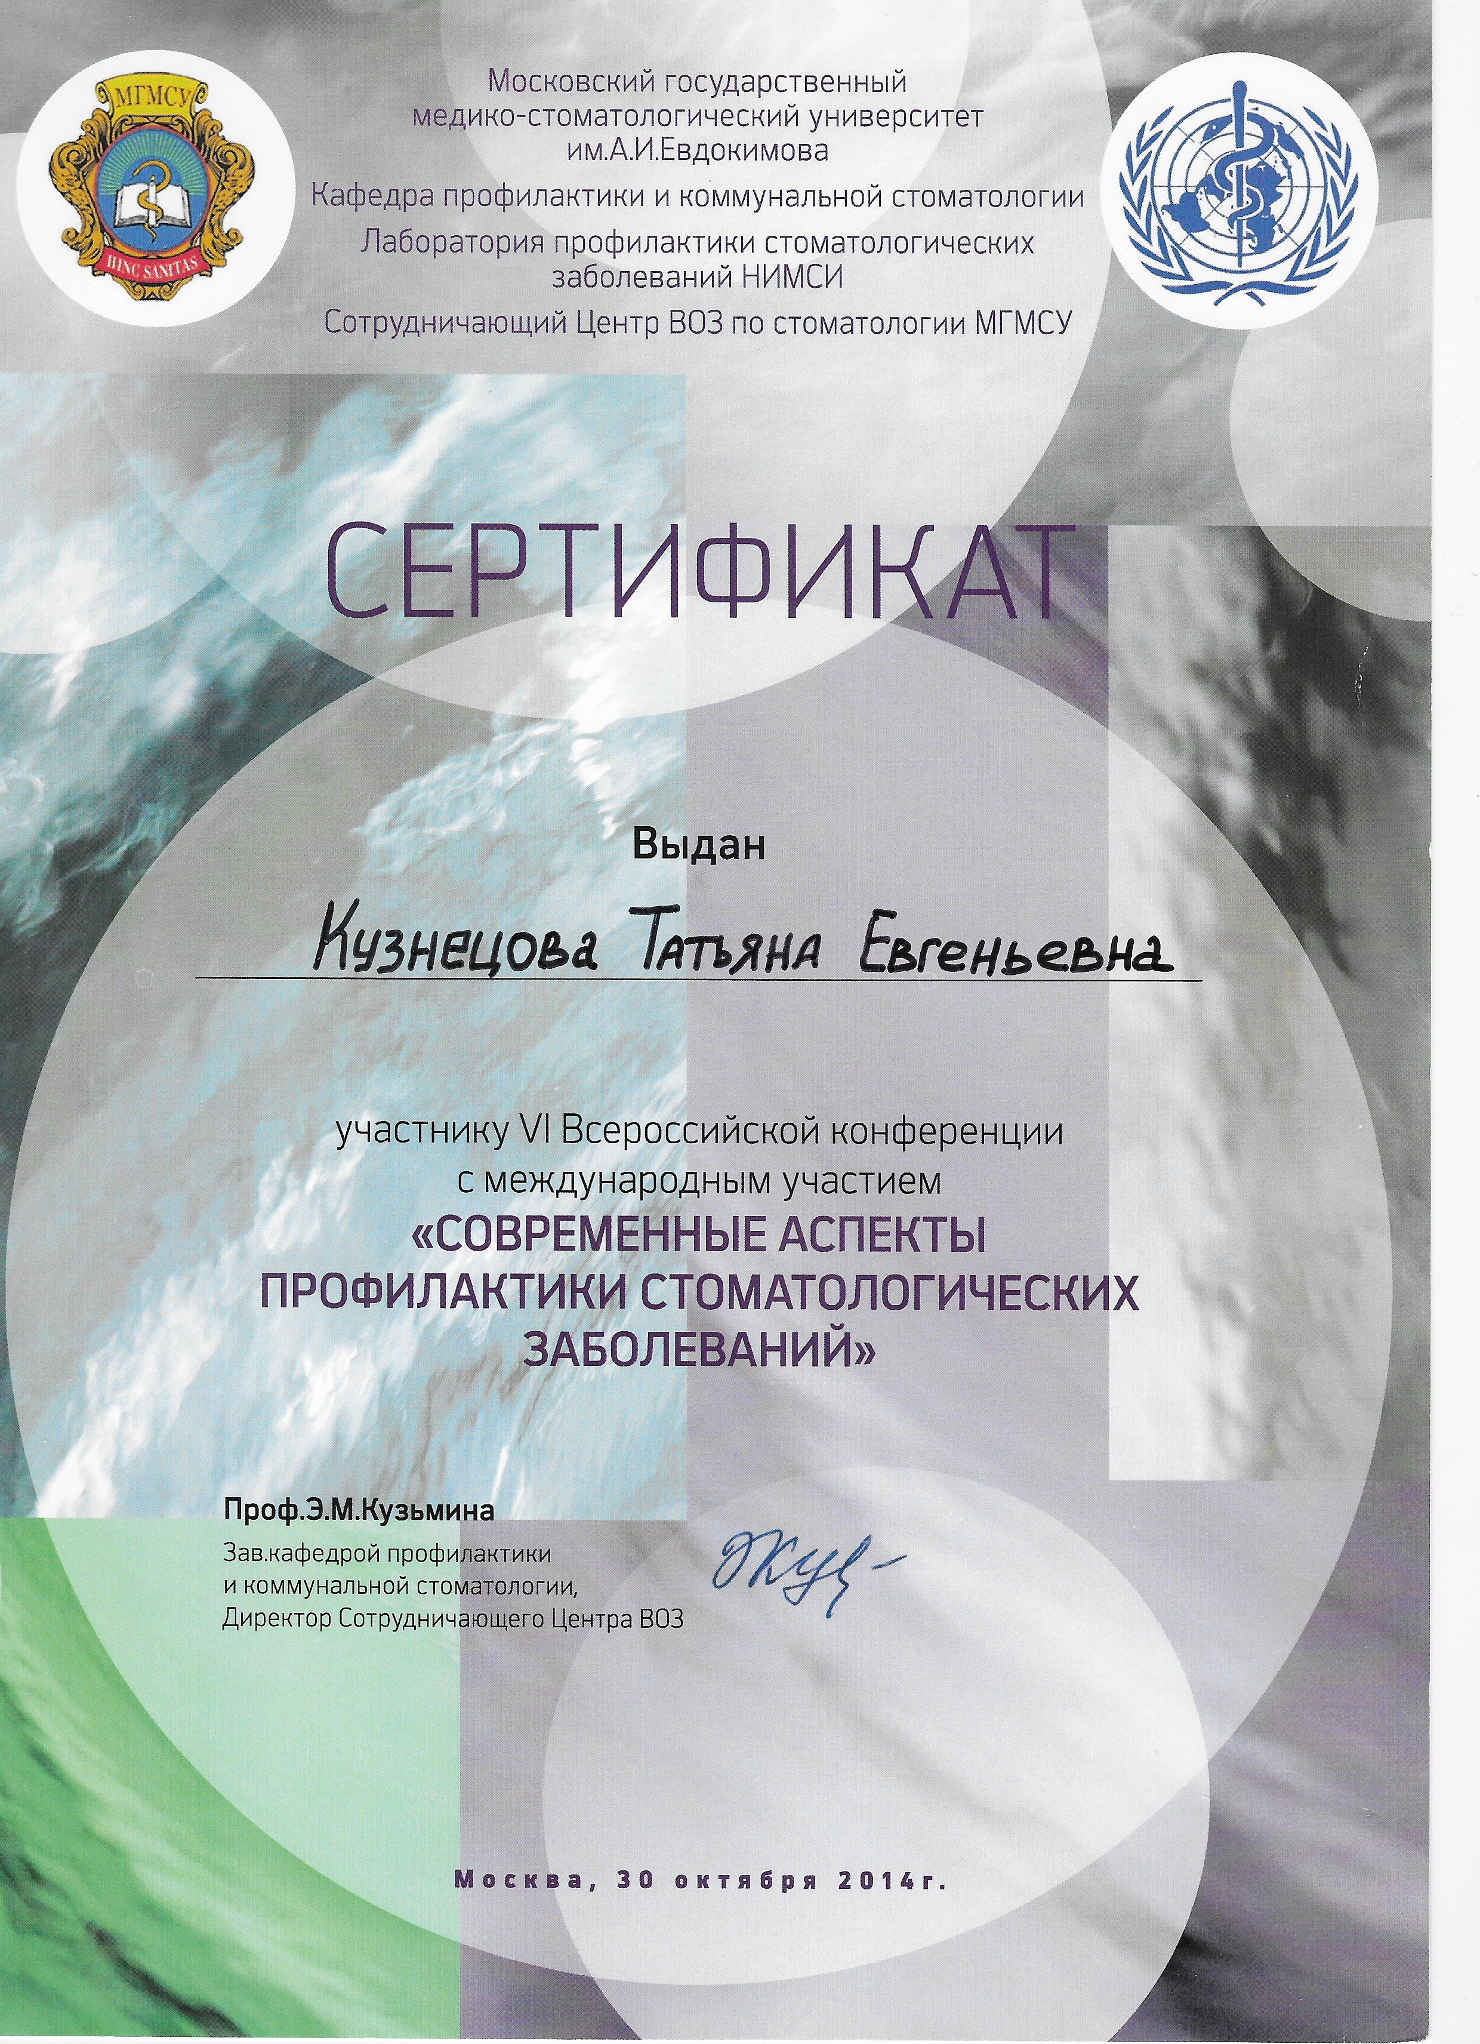 МГМСУ
HINC SANITAS
Московский государственный
медико-стоматологический университет
им.А.И.Евдокимова
Кафедра профилактики и коммунальной стоматологии
Лаборатория профилактики стоматологических
заболеваний НИМСИ
Сотрудничающий Центр ВОЗ по стоматологии МГМСУ
СЕРТИФИКАТ
Выдан
Кузнецова Татьяна Евгеньевна
участнику VI Всероссийской конференции
с международным участием
«СОВРЕМЕННЫЕ АСПЕКТЫ
ПРОФИЛАКТИКИ СТОМАТОЛОГИЧЕСКИХ
ЗАБОЛЕВАНИЙ»
Проф.Э.М.Кузьмина
Зав.кафедрой профилактики
и коммунальной стоматологии,
Директор Сотрудничающего Центра ВОЗ
Москва, 30 октября 2014г.